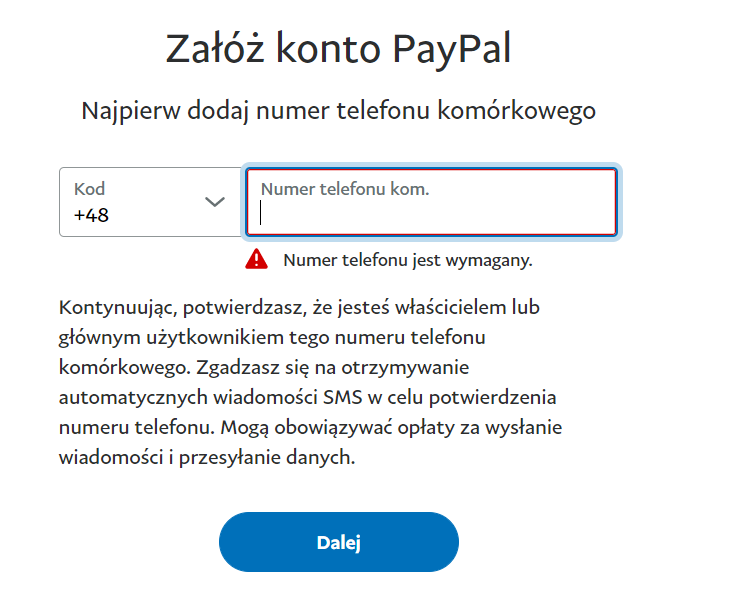 Załóż konto PayPal
Najpierw dodaj numer telefonu komórkowego
Kod
+48
Numer telefonu kom.
Numer telefonu jest wymagany.
Kontynuując, potwierdzasz, że jesteś właścicielem lub
głównym użytkownikiem tego numeru telefonu
komórkowego. Zgadzasz się na otrzymywanie
automatycznych wiadomości SMS w celu potwierdzenia
numeru telefonu. Mogą obowiązywać opłaty za wysłanie
wiadomości i przesyłanie danych.
Dalej